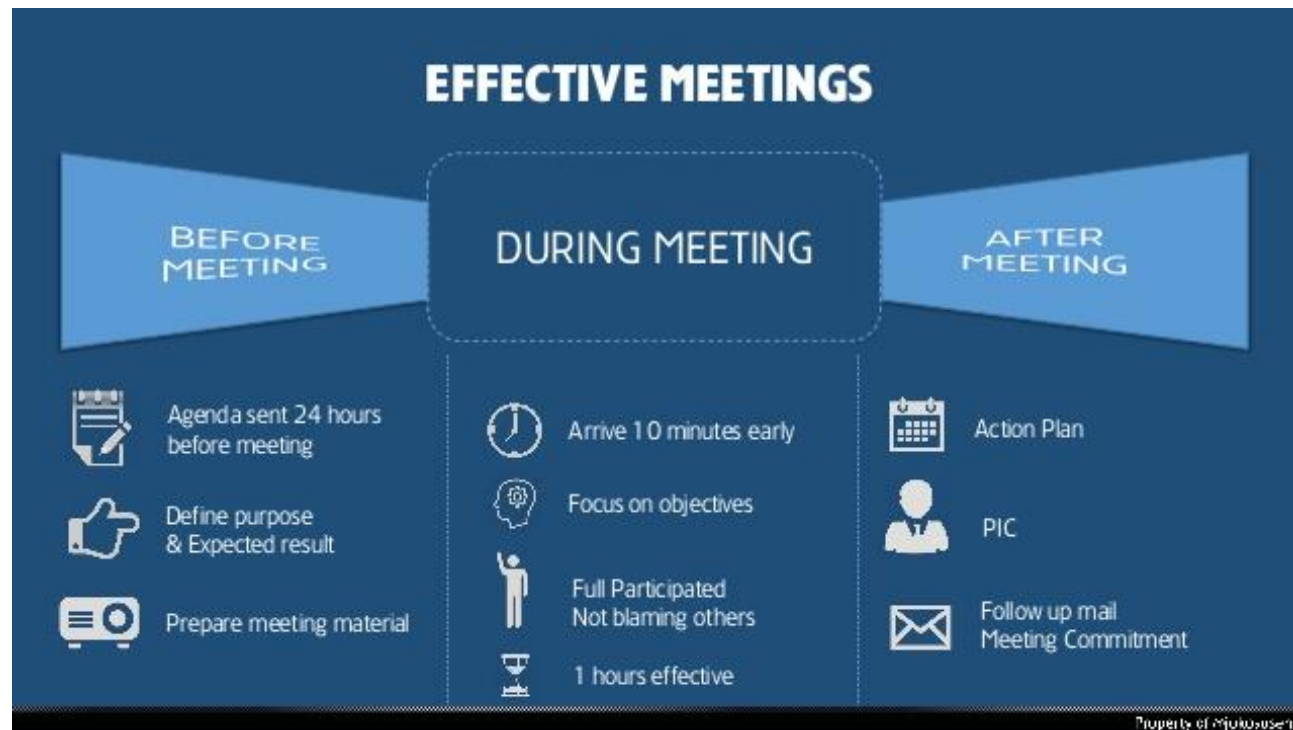 EFFECTIVE MEETINGS
BEFORE
MEETING
DURING MEETING
AFTER
MEETING
Agenda sent 24 hours
before meeting
Define purpose
& Expected result
Prepare meeting material
Arrive 10 minutes early
Focus on objectives
Full Participated
Not blaming others
1 hours effective
Action Plan
PIC
Follow up mail
Meeting Commitment
Property of